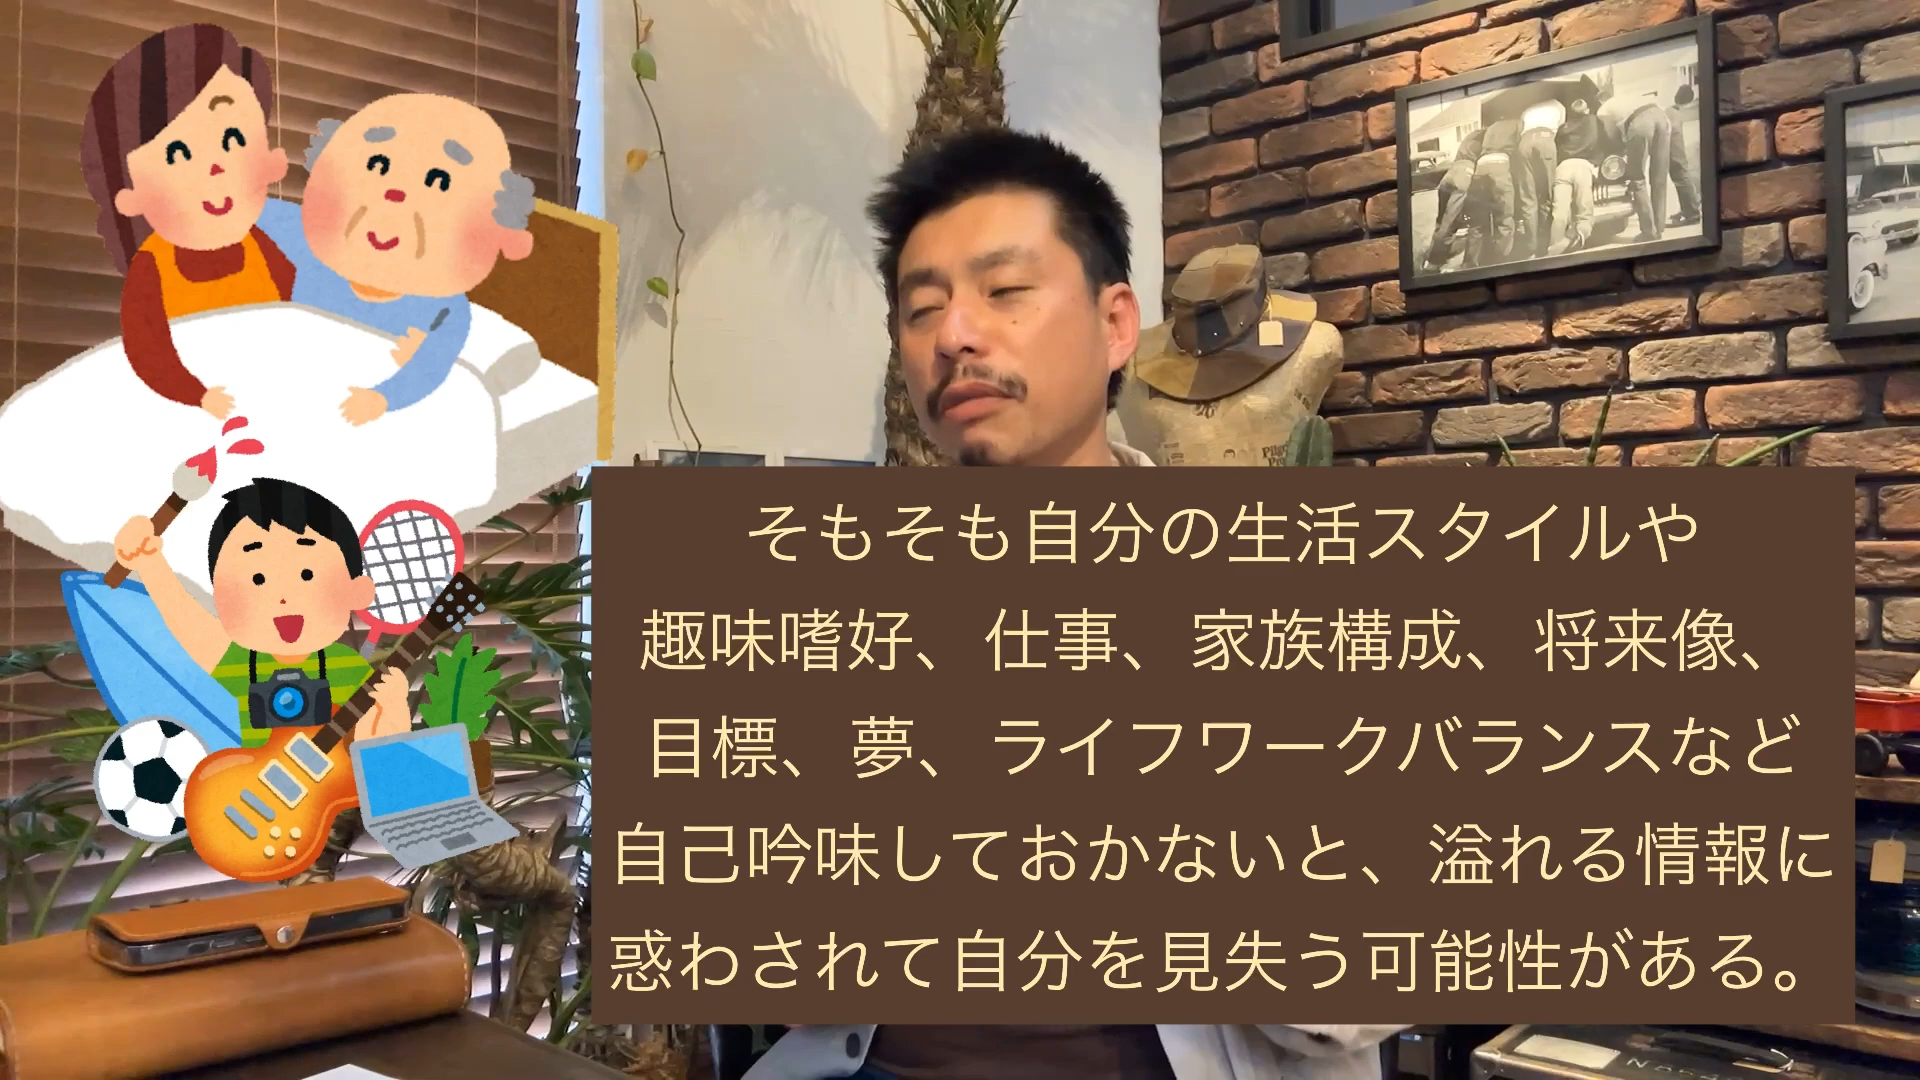 そもそも自分の生活スタイルや
趣味嗜好、仕事、家族構成、将来像、
目標、夢、ライフワークバランスなど
自己吟味しておかないと、溢れる情報に
惑わされて自分を見失う可能性がある。